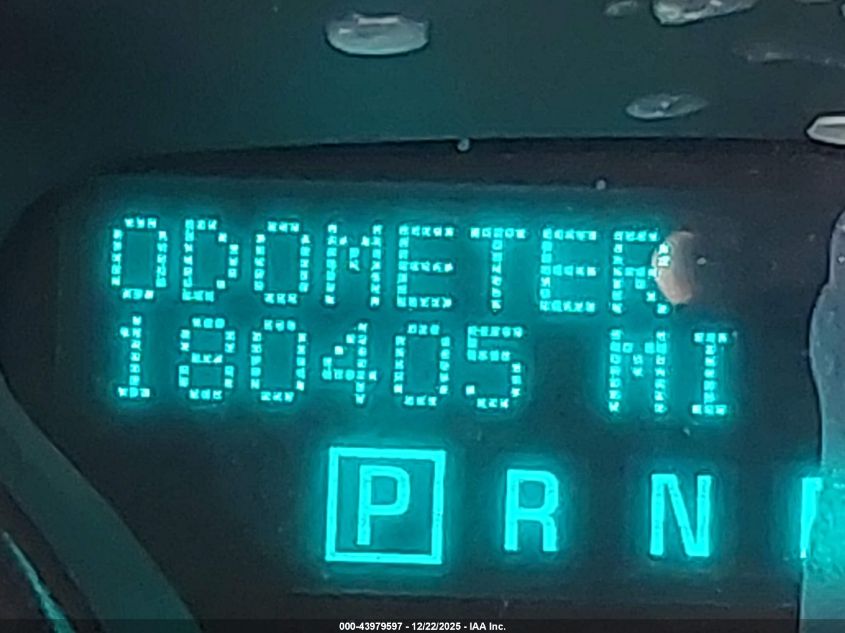 ODOMETER
180405 MI
P R N
000-43979597 - 12/22/2025 - IAA Inc.